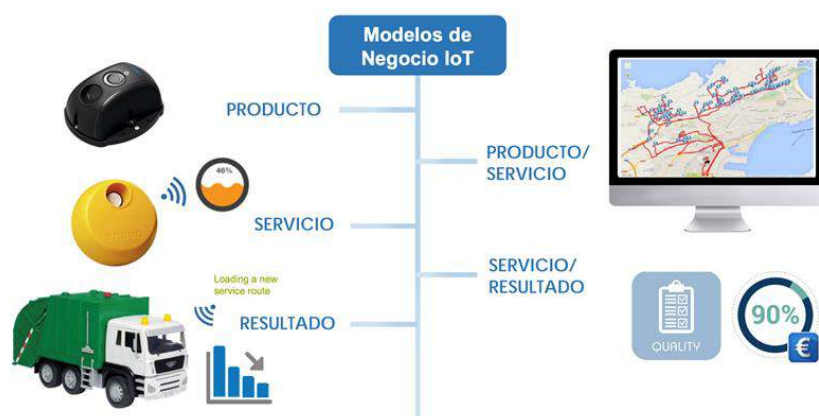 Modelos de
Negocio IoT
PRODUCTO
PRODUCTO/
SERVICIO
46%
SERVICIO
SERVICIO/
RESULTADO
Loading a new
service route
RESULTADO
QUALITY
90%
€